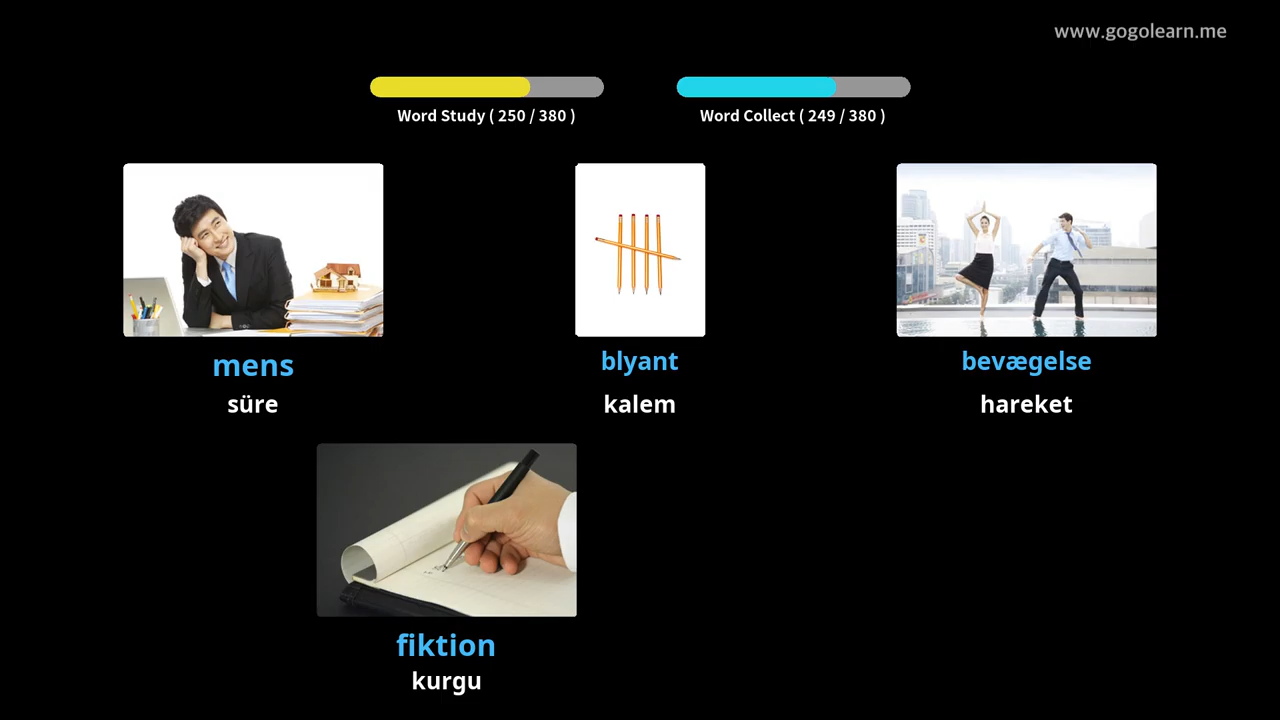 www.gogolearn.me
Word Study ( 250 / 380 )
Word Collect ( 249 / 380 )
mens
blyant
bevægelse
süre
kalem
hareket
fiktion
kurgu